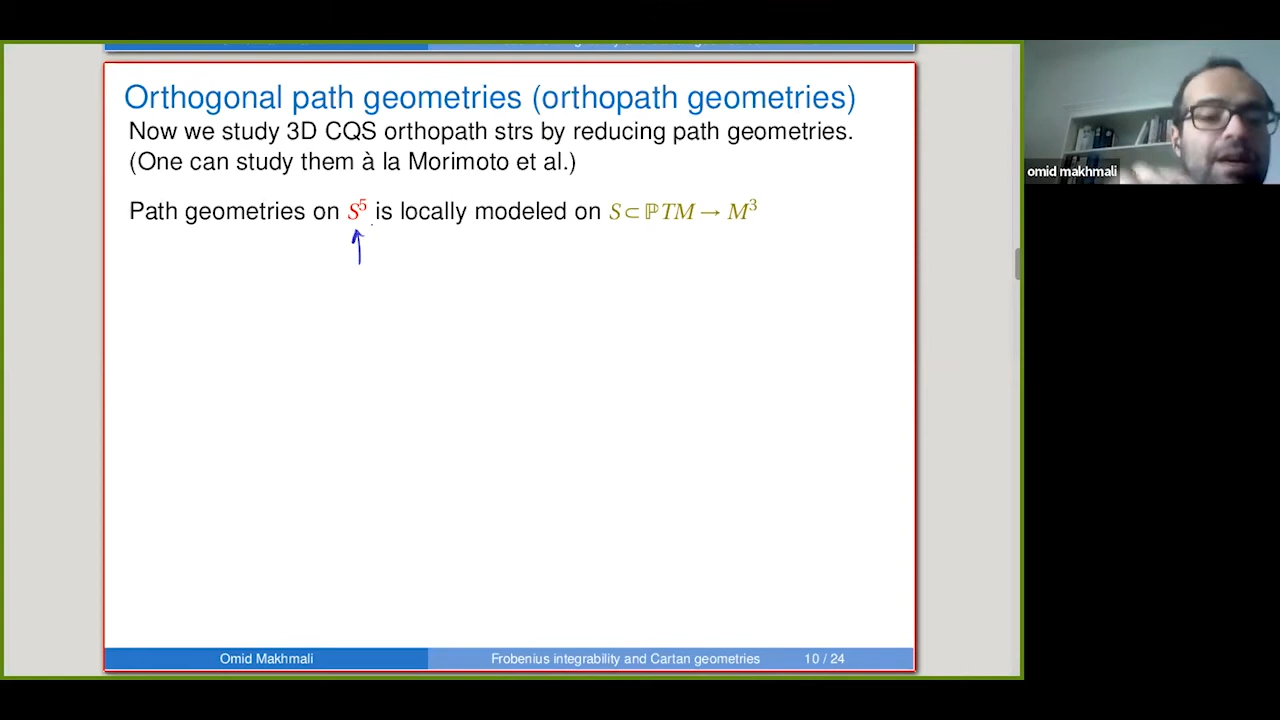 Orthogonal path geometries (orthopath geometries)
Now we study 3D CQS orthopath strs by reducing path geometries.
(One can study them à la Morimoto et al.)
Path geometries on S⁵ is locally modeled on S ⊂ ℙTM → M³
omid makhmali
Omid Makhmali Frobenius integrability and Cartan geometries 10 / 24